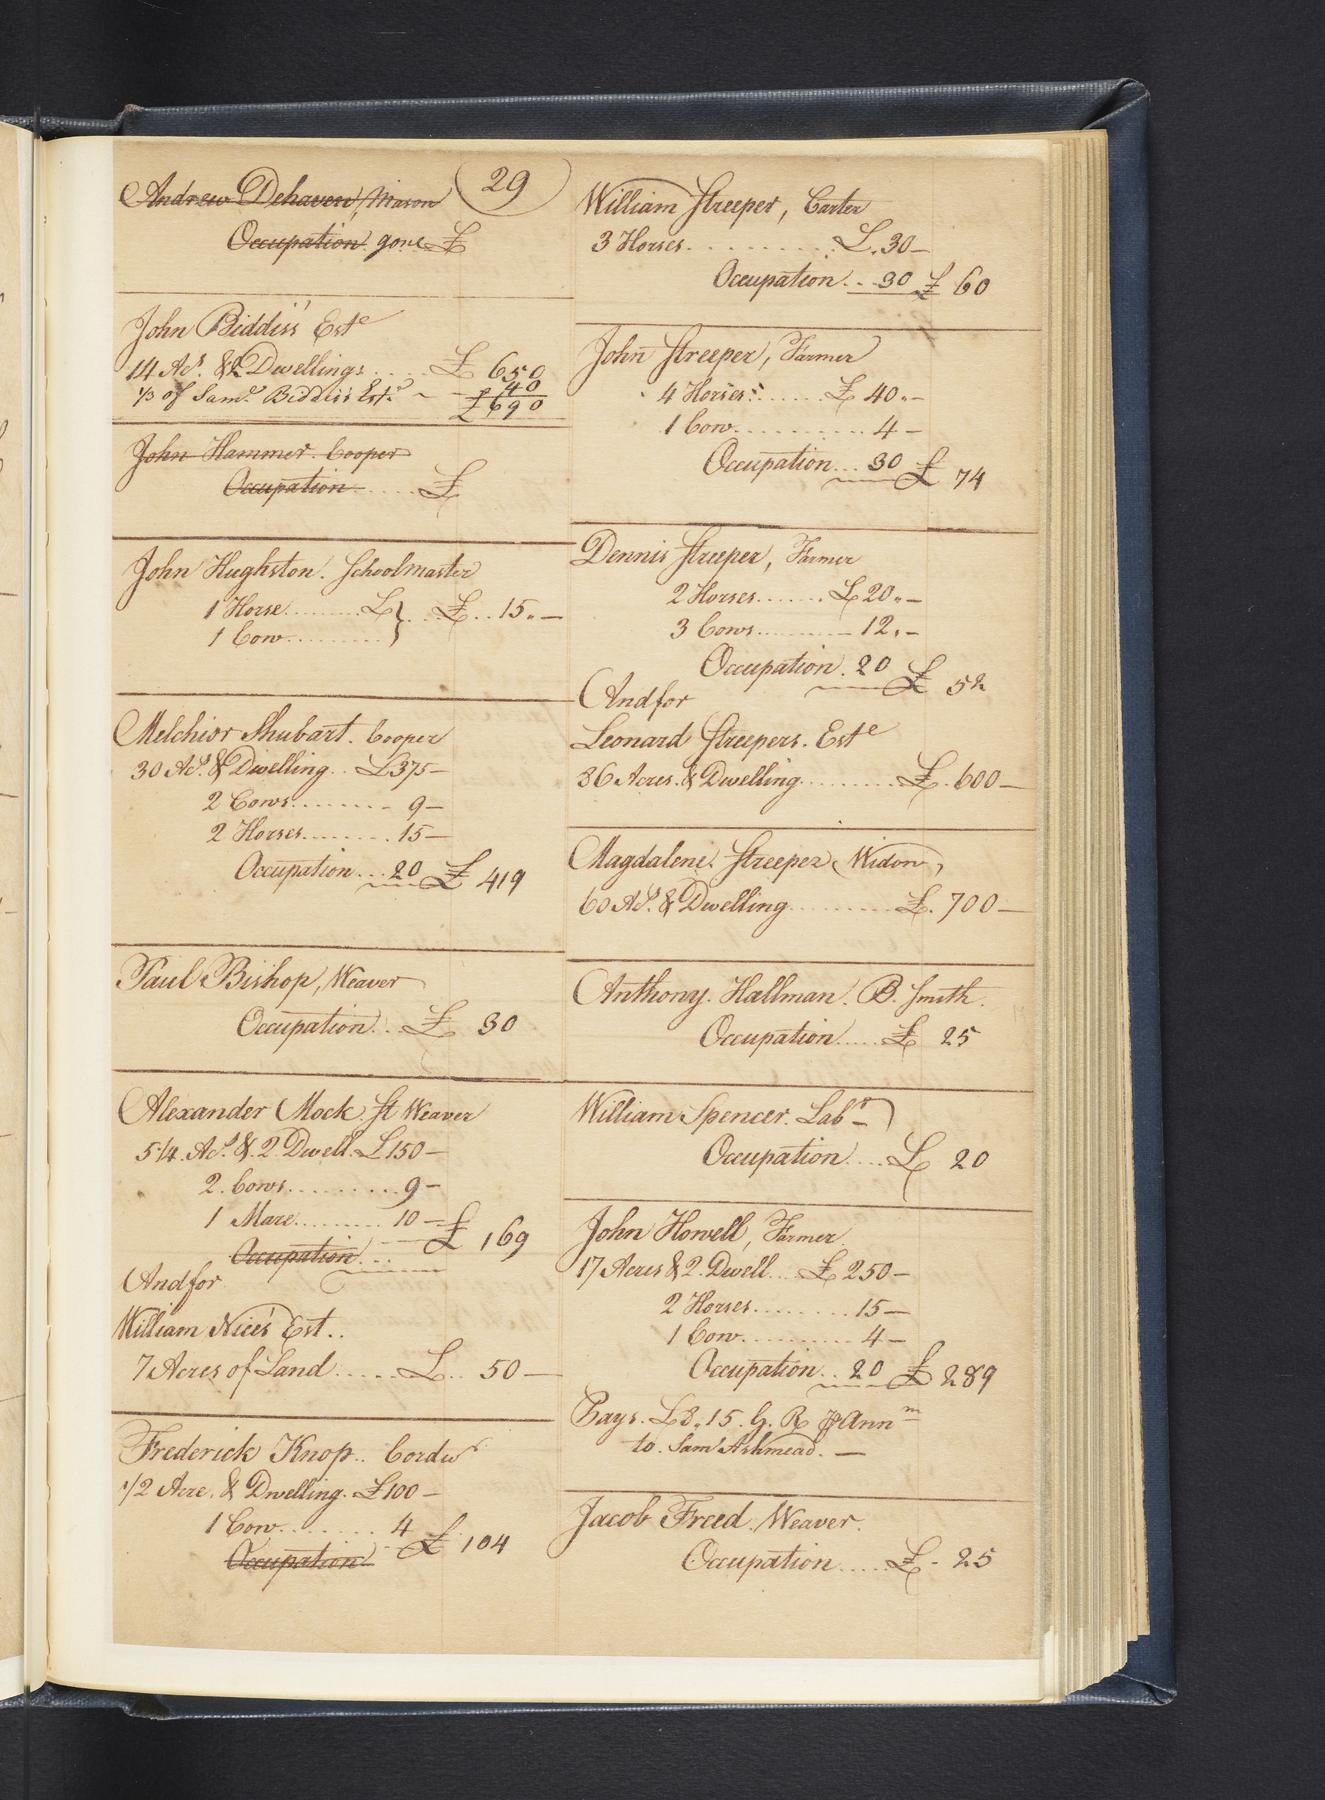 29
Andrew Dehaven, Mason
Occupation gone £
John Biddis's Este
14 Acs. & 2 Dwellings .... £ 650
1/3 of Saml. Biddis's Este ~ - 40
£ 690
John Hammer. Cooper
Occupation ..... £
John Hughston. Schoolmaster
1 Horse ........ £ } ... £ .. 15 „ —
1 Cow ..........
Melchior Shubart. Cooper
30 Acs. & Dwelling .. £375 —
2 Cows ........ 9 —
2 Horses ....... 15 —
Occupation ... 20 £ 419
Paul Bishop, Weaver
Occupation .. £ 30
Alexander Mock. St Weaver
5 1/4 Acs. & 2 Dwell. £150 —
2 Cows .......... 9 —
1 Mare ......... 10 — £ 169
Occupation ...
And for
William Nice's Est..
7 Acres of Land ..... £ .. 50 —
Frederick Knop.. Cordwr
1/2 Acre. & Dwelling. £100 —
1 Cow ........ 4 £ 104
Occupation
William Streeper, Carter
3 Horses .......... £. 30 —
Occupation ... 30 £ 60
John Streeper, Farmer
4 Horses ....... £ 40 „ —
1 Cow ........... 4 —
Occupation ... 30 £ 74
Dennis Streeper, Farmer
2 Horses ...... £ 20 „ —
3 Cows ......... 12 „ —
Occupation . 20 £ 52
And for
Leonard Streepers. Este
36 Acres. & Dwelling ......... £. 600 —
Magdalene. Streeper Widow,
60 Acs. & Dwelling .......... £. 700 —
Anthony. Hallman. B. Smith.
Occupation ..... £ 25
William Spencer. Labr
Occupation .... £ 20
John Howell, Farmer
17 Acres & 2. Dwell ... £ 250 —
2 Horses ......... 15 —
1 Cow ........... 4 —
Occupation .. 20 £ 289
Pays. £8„15. G. R. ⅌ Annm
to. Saml Ashmead. —
Jacob Freed. Weaver.
Occupation ..... £ - 25